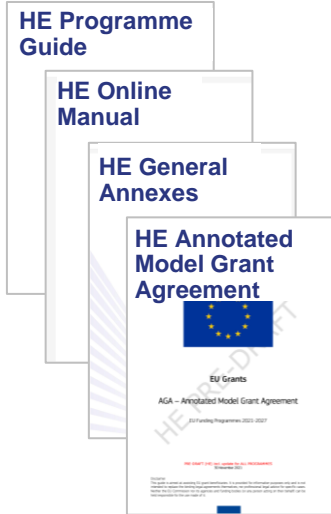 HE Programme
Guide
HE Online
Manual
HE General
Annexes
HE Annotated
Model Grant
Agreement
HE PRE-DRAFT
EU Grants
AGA – Annotated Model Grant Agreement
EU Funding Programmes 2021-2027